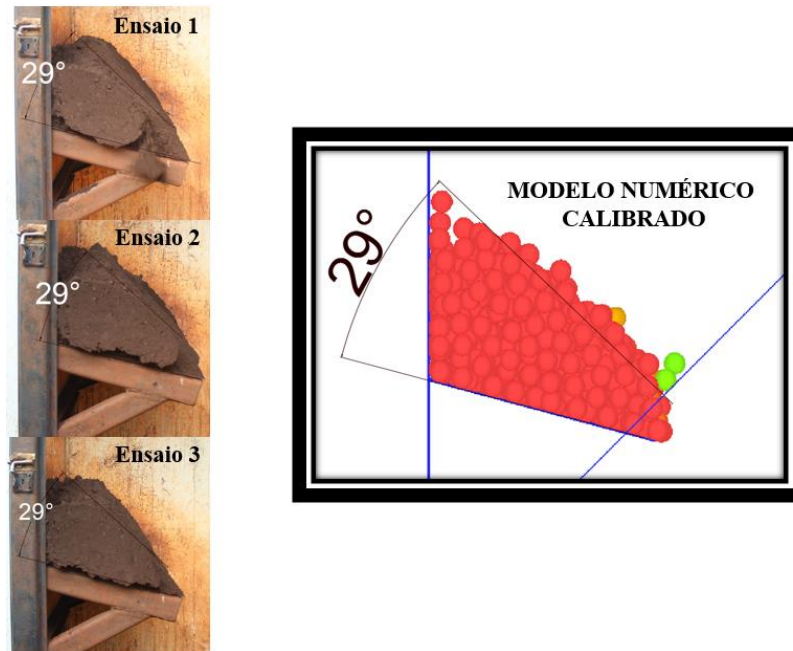 Ensaio 1
29°
Ensaio 2
29°
Ensaio 3
29°
MODELO NUMÉRICO
CALIBRADO
29°